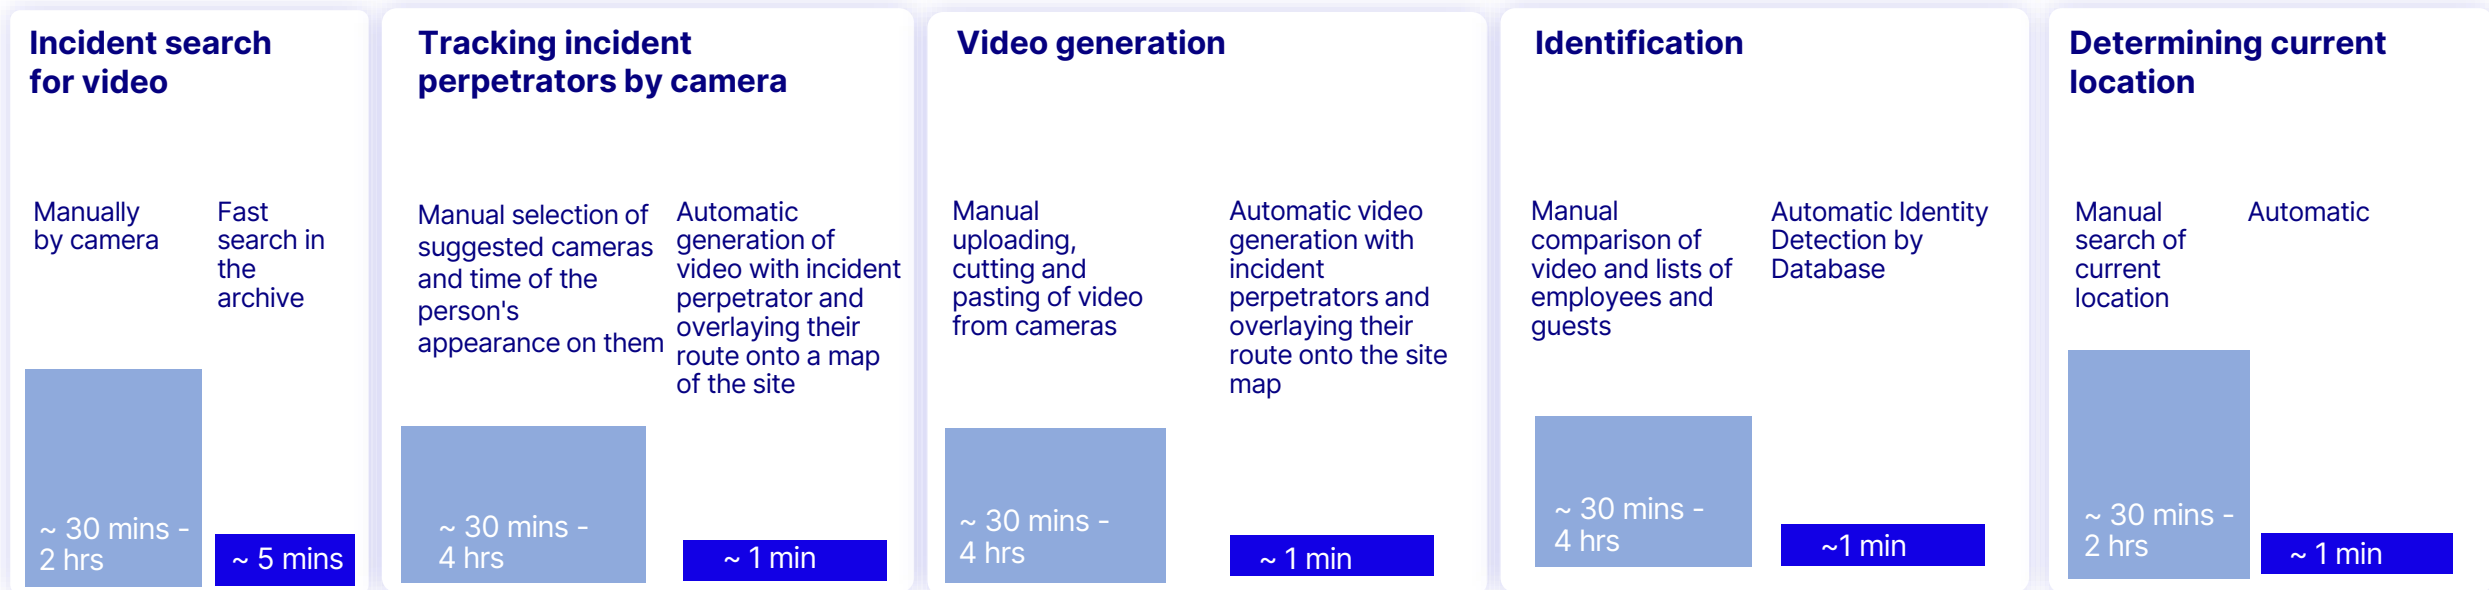 Incident search
for video
Manually
by camera
Fast
search in
the
archive
~ 30 mins -
2 hrs
~ 5 mins
Tracking incident
perpetrators by camera
Manual selection of
suggested cameras
and time of the
person's
appearance on them
Automatic
generation of
video with incident
perpetrator and
overlaying their
route onto a map
of the site
~ 30 mins -
4 hrs
~ 1 min
Video generation
Manual
uploading,
cutting and
pasting of video
from cameras
Automatic video
generation with
incident
perpetrators and
overlaying their
route onto the site
map
~ 30 mins -
4 hrs
~ 1 min
Identification
Manual
comparison of
video and lists of
employees and
guests
Automatic Identity
Detection by
Database
~ 30 mins -
4 hrs
~1 min
Determining current
location
Manual
search of
current
location
Automatic
~ 30 mins -
2 hrs
~ 1 min